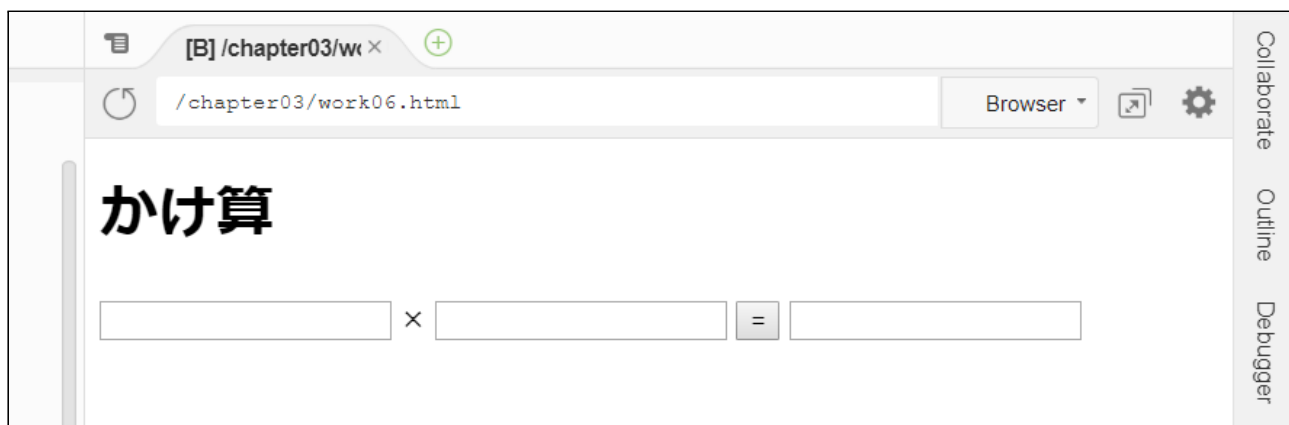 [B] /chapter03/w
/chapter03/work06.html
Browser
かけ算
×
=
Collaborate
Outline
Debugger